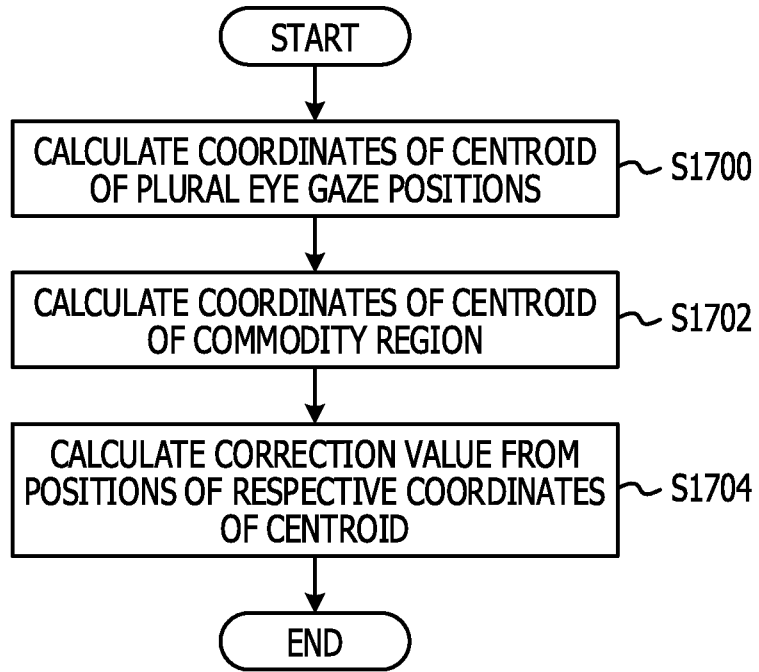 START
CALCULATE COORDINATES OF CENTROID
OF PLURAL EYE GAZE POSITIONS
S1700
CALCULATE COORDINATES OF CENTROID
OF COMMODITY REGION
S1702
CALCULATE CORRECTION VALUE FROM
POSITIONS OF RESPECTIVE COORDINATES
OF CENTROID
S1704
END